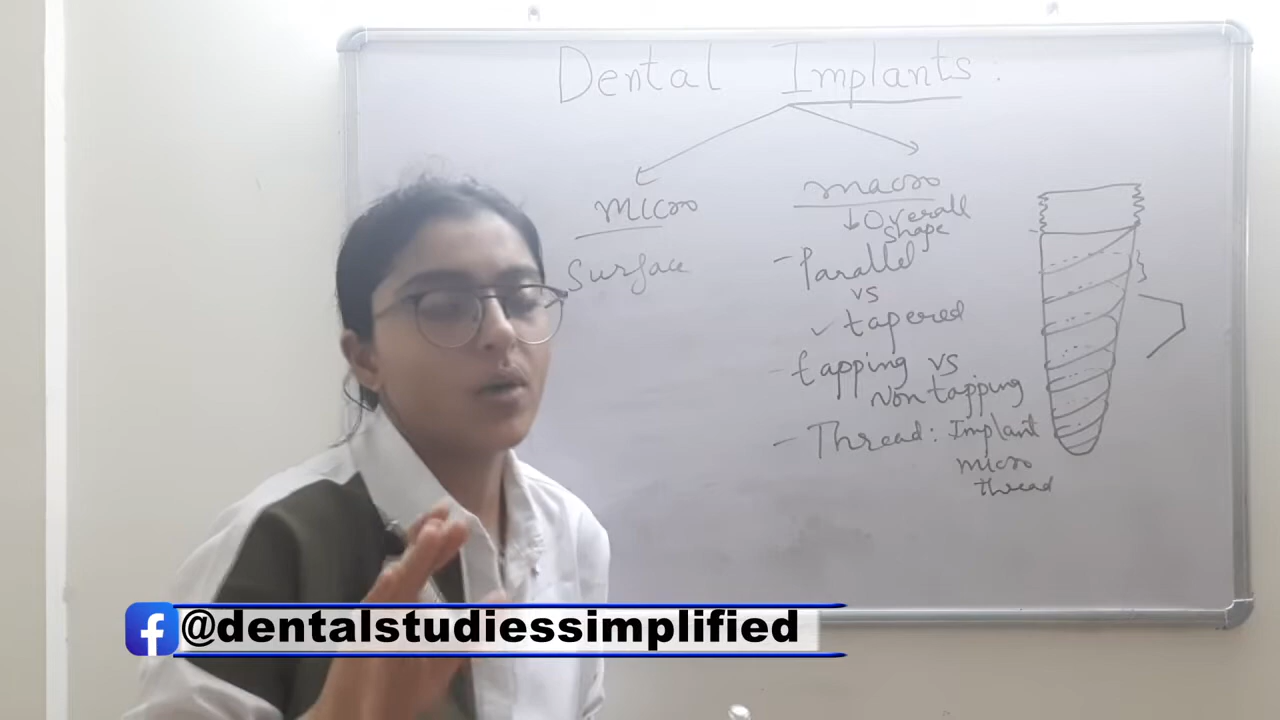 Dental Implants :
micro
Surface
macro
Overall
shape
- Parallel
vs
tapered
- tapping vs
Non tapping
- Thread : Implant
micro
thread
@dentalstudiessimplified